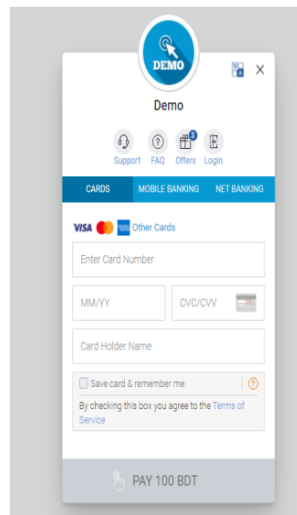 DEMO
Demo
2
Support FAQ Offers Login
CARDS MOBILE BANKING NET BANKING
VISA Other Cards
Enter Card Number
MM/YY CVC/CVV
Card Holder Name
Save card & remember me ?
By checking this box you agree to the Terms of
Service
PAY 100 BDT